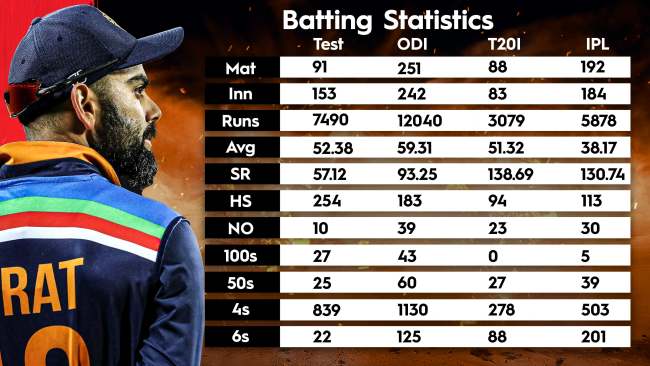 Batting Statistics
Test ODI T20I IPL
Mat 91 251 88 192
Inn 153 242 83 184
Runs 7490 12040 3079 5878
Avg 52.38 59.31 51.32 38.17
SR 57.12 93.25 138.69 130.74
HS 254 183 94 113
NO 10 39 23 30
100s 27 43 0 5
50s 25 60 27 39
4s 839 1130 278 503
6s 22 125 88 201
RAT